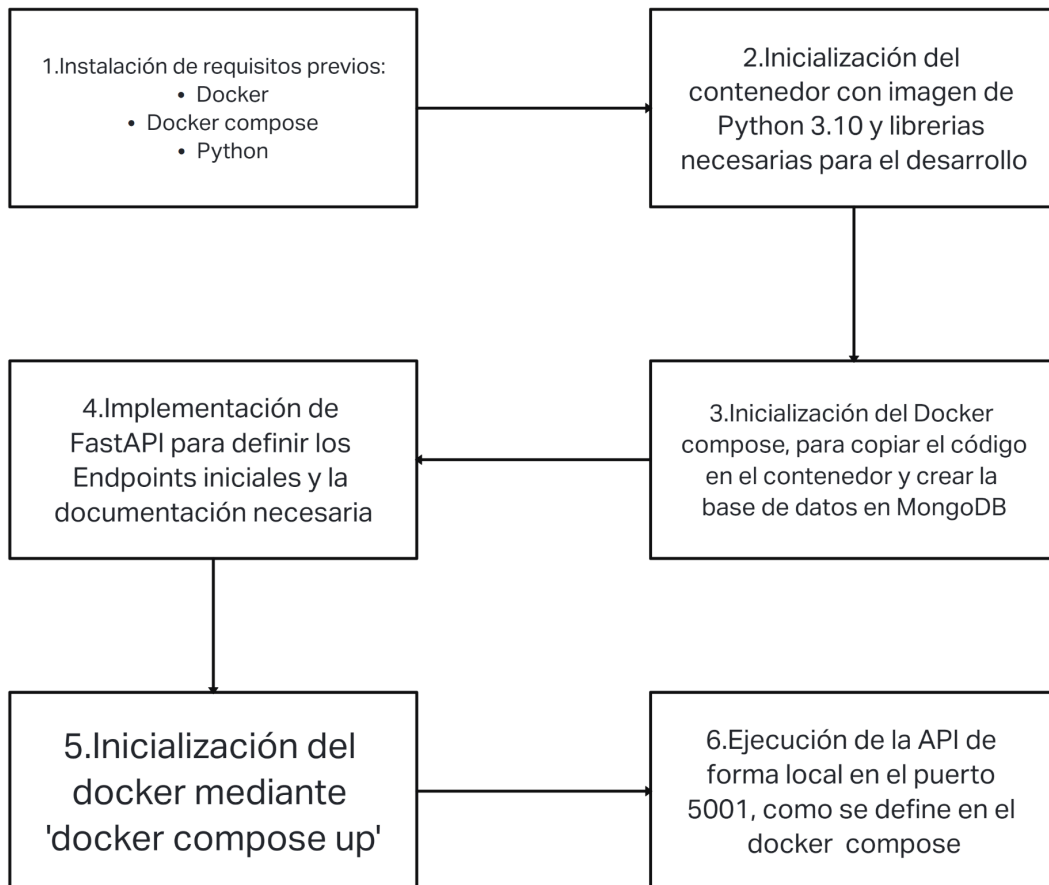 1.Instalación de requisitos previos:
• Docker
• Docker compose
• Python
2.Inicialización del
contenedor con imagen de
Python 3.10 y librerias
necesarias para el desarrollo
3.Inicialización del Docker
compose, para copiar el código
en el contenedor y crear la
base de datos en MongoDB
4.Implementación de
FastAPI para definir los
Endpoints iniciales y la
documentación necesaria
5.Inicialización del
docker mediante
'docker compose up'
6.Ejecución de la API de
forma local en el puerto
5001, como se define en el
docker  compose